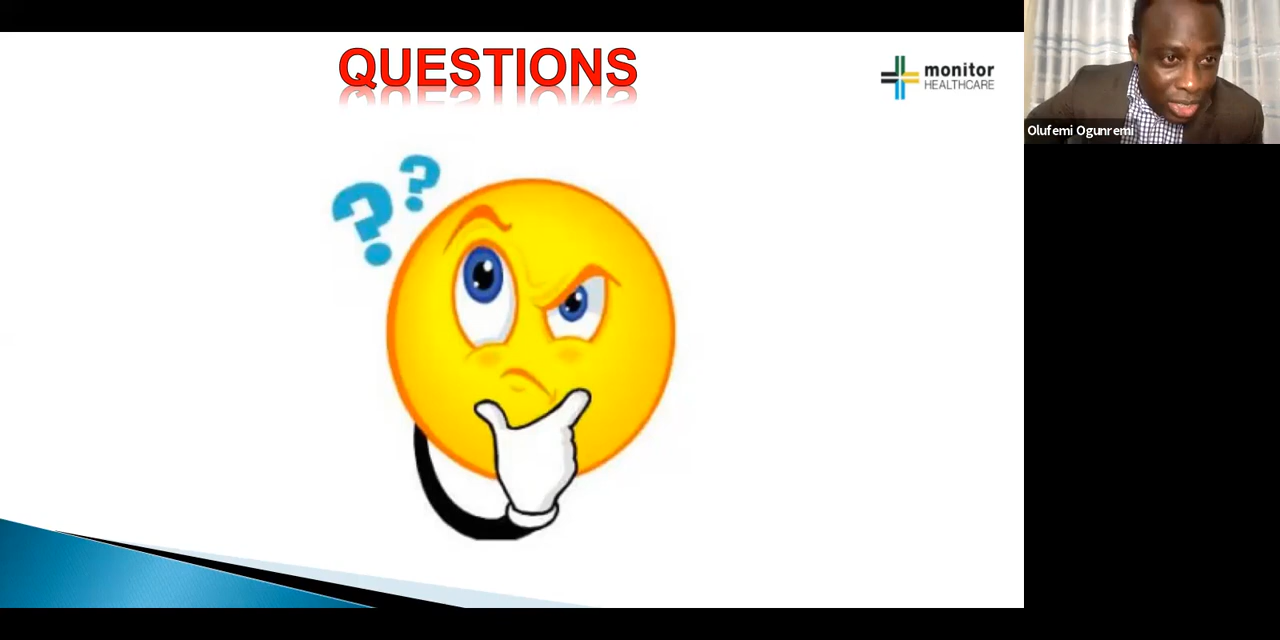 QUESTIONS
monitor
HEALTHCARE
Olufemi Ogunremi
? ?